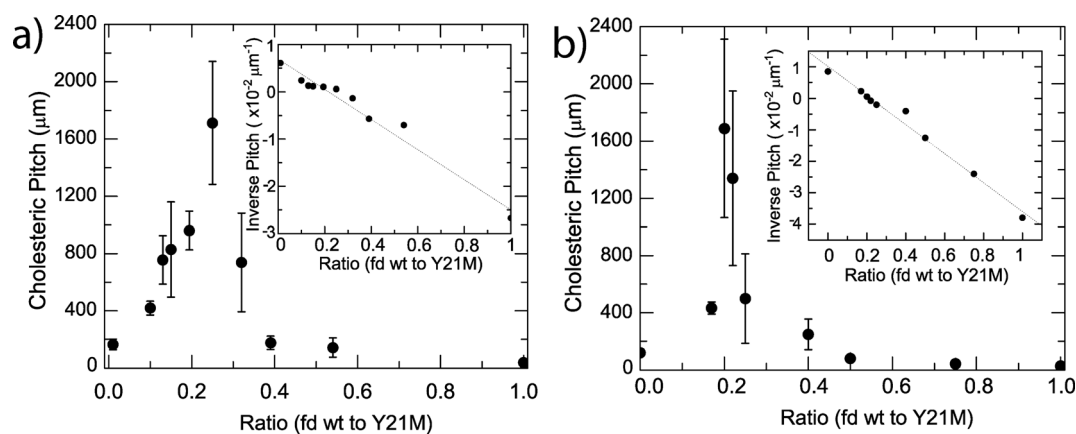 a)
2400
2000
1600
1200
800
400
0
Cholesteric Pitch (μm)
0.0 0.2 0.4 0.6 0.8 1.0
Ratio (fd wt to Y21M)
1
0
-1
-2
-3
Inverse Pitch ( x10-2 μm-1)
0 0.2 0.4 0.6 0.8 1
Ratio (fd wt to Y21M)
b)
2400
2000
1600
1200
800
400
0
Cholesteric Pitch (μm)
0.0 0.2 0.4 0.6 0.8 1.0
Ratio (fd wt to Y21M)
1
0
-1
-2
-3
-4
Inverse Pitch ( x10-2 μm-1)
0 0.2 0.4 0.6 0.8 1
Ratio (fd wt to Y21M)